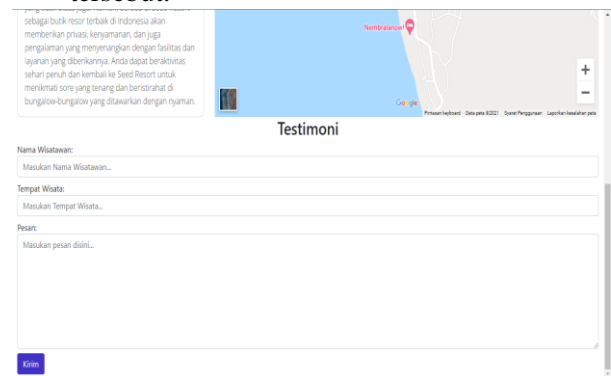 tersebut.
sebagai butik resor terbaik di Indonesia akan
memberikan privasi, kenyamanan, dan juga
pengalaman yang menyenangkan dengan fasilitas dan
layanan yang diberikannya. Anda dapat beraktivitas
sehari penuh dan kembali ke Seed Resort untuk
menikmati sore yang tenang dan beristirahat di
bungalow-bungalow yang ditawarkan dengan nyaman.
Nembralanow!
+
−
Google
Pintasan keyboard Data peta ©2021 Syarat Penggunaan Laporkan kesalahan peta
Testimoni
Nama Wisatawan:
Masukan Nama Wisatawan...
Tempat Wisata:
Masukan Tempat Wisata...
Pesan:
Masukan pesan disini...
Kirim